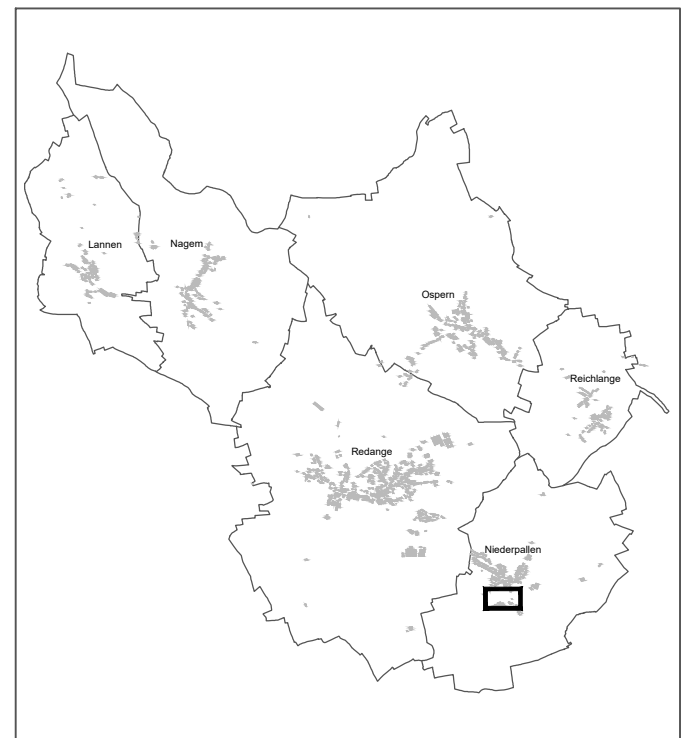 Lannen
Nagem
Ospern
Reichlange
Redange
Niederpallen